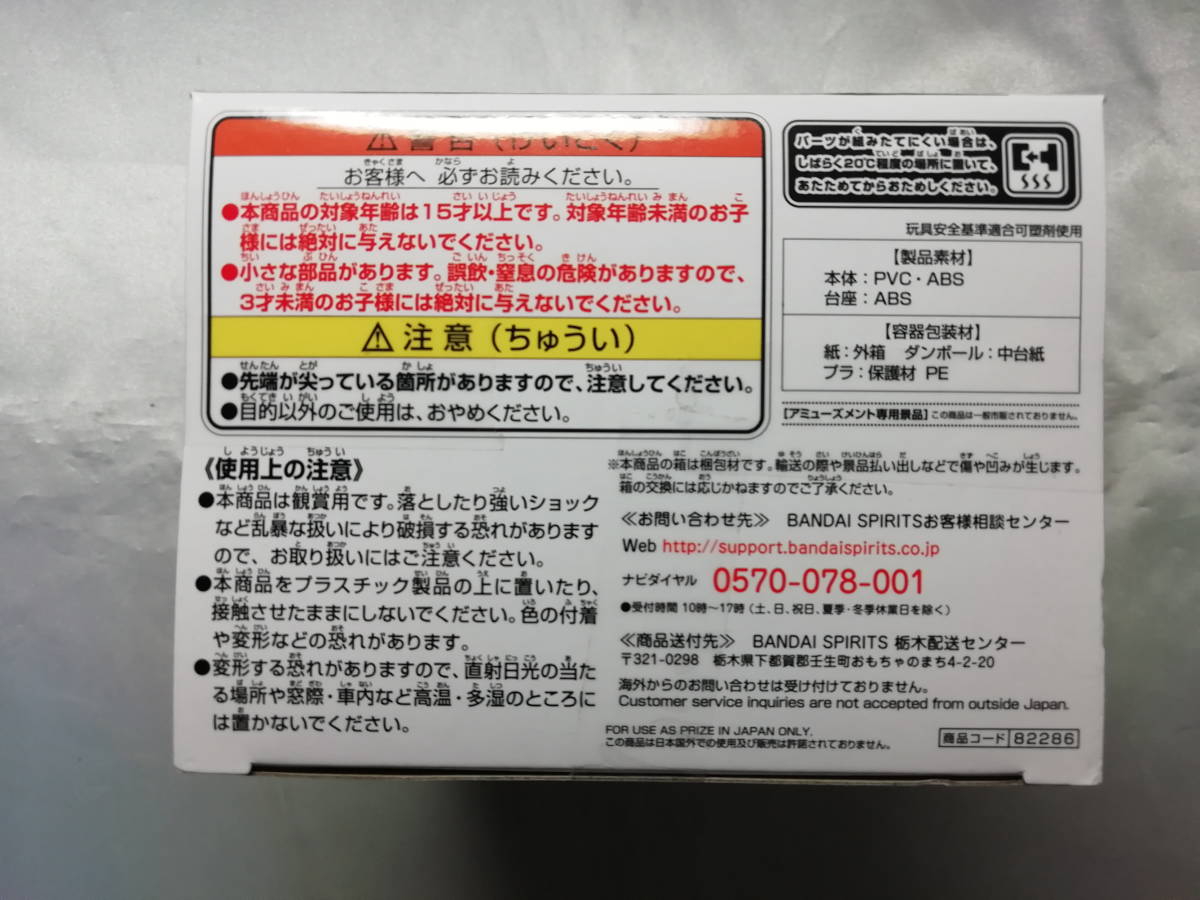 ⚠警告（けいこく）
お客様へ 必ずお読みください。
●本商品の対象年齢は15才以上です。対象年齢未満のお子
様には絶対に与えないでください。
●小さな部品があります。誤飲・窒息の危険がありますので、
3才未満のお子様には絶対に与えないでください。
⚠注意（ちゅうい）
●先端が尖っている箇所がありますので、注意してください。
●目的以外のご使用は、おやめください。
《使用上の注意》
●本商品は観賞用です。落としたり強いショック
など乱暴な扱いにより破損する恐れがあります
ので、お取り扱いにはご注意ください。
●本商品をプラスチック製品の上に置いたり、
接触させたままにしないでください。色の付着
や変形などの恐れがあります。
●変形する恐れがありますので、直射日光の当た
る場所や窓際・車内など高温・多湿のところに
は置かないでください。
パーツが組みたてにくい場合は、
しばらく20℃程度の場所に置いて、
あたためてからおためしください。
玩具安全基準適合可塑剤使用
【製品素材】
本体：PVC・ABS
台座：ABS
【容器包装材】
紙：外箱 ダンボール：中台紙
プラ：保護材 PE
【アミューズメント専用景品】この商品は一般市販されておりません。
※本商品の箱は梱包材です。輸送の際や景品払い出しなどで傷や凹みが生じます。
箱の交換には応じかねますのでご了承ください。
≪お問い合わせ先≫ BANDAI SPIRITSお客様相談センター
Web http://support.bandaispirits.co.jp
ナビダイヤル 0570-078-001
●受付時間 10時～17時（土、日、祝日、夏季・冬季休業日を除く）
≪商品送付先≫ BANDAI SPIRITS 栃木配送センター
〒321-0298 栃木県下都賀郡壬生町おもちゃのまち4-2-20
海外からのお問い合わせは受け付けておりません。
Customer service inquiries are not accepted from outside Japan.
FOR USE AS PRIZE IN JAPAN ONLY.
この商品は日本国外での使用及び販売は許諾されておりません。
商品コード 82286